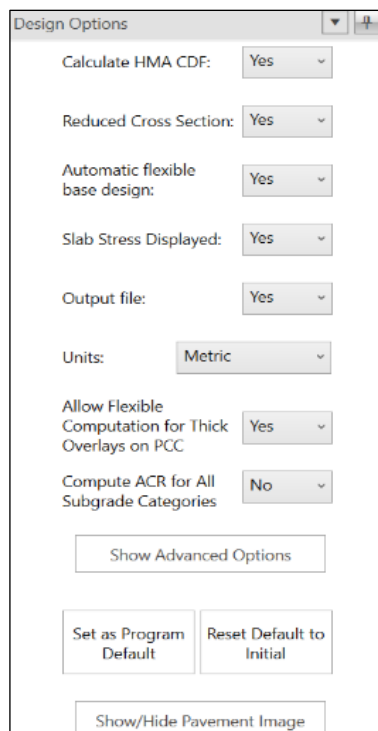 Design Options
Calculate HMA CDF: Yes
Reduced Cross Section: Yes
Automatic flexible
base design: Yes
Slab Stress Displayed: Yes
Output file: Yes
Units: Metric
Allow Flexible
Computation for Thick Yes
Overlays on PCC
Compute ACR for All
Subgrade Categories No
Show Advanced Options
Set as Program Reset Default to
Default Initial
Show/Hide Pavement Image